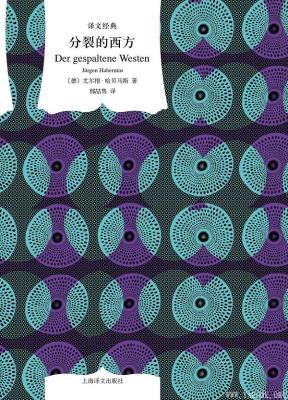 译文经典
分裂的西方
Der gespaltene Westen
Jürgen Habermas
〔德〕尤尔根·哈贝马斯 著
郁喆隽 译
上海译文出版社